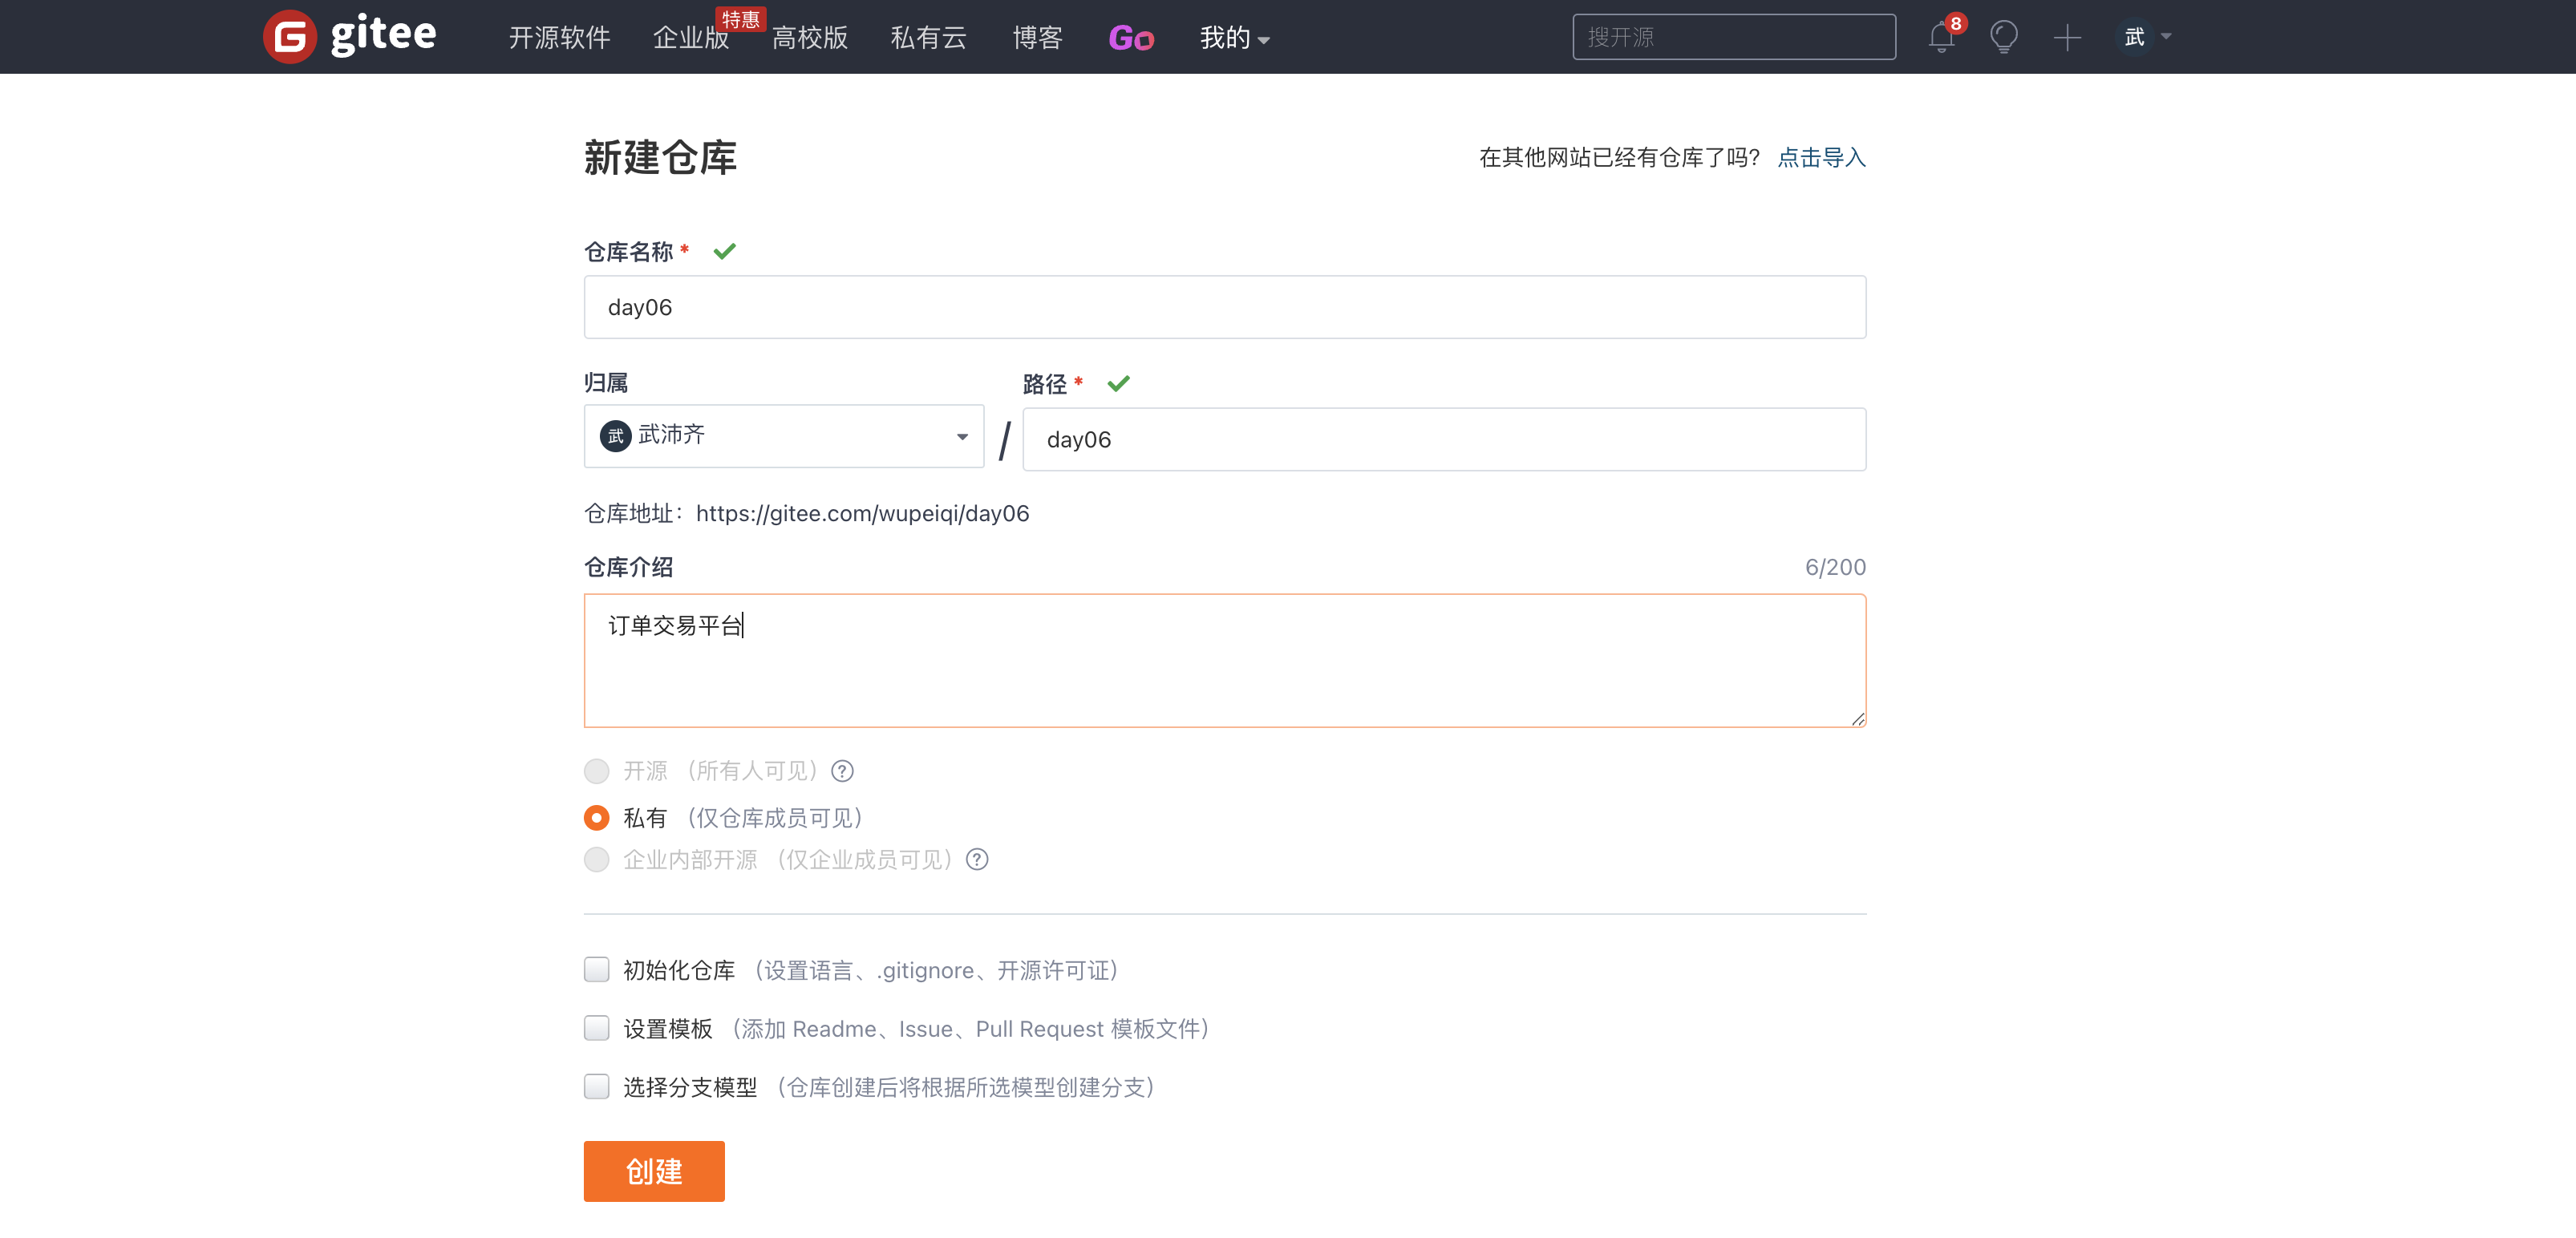 gitee 开源软件 企业版 特惠 高校版 私有云 博客 Go 我的 搜开源 8 武
新建仓库 在其他网站已经有仓库了吗? 点击导入
仓库名称 *
day06
归属 路径 *
武 武沛齐 / day06
仓库地址：https://gitee.com/wupeiqi/day06
仓库介绍 6/200
订单交易平台
开源 （所有人可见） ?
私有 （仅仓库成员可见）
企业内部开源 （仅企业成员可见） ?
初始化仓库 （设置语言、.gitignore、开源许可证）
设置模板 （添加 Readme、Issue、Pull Request 模板文件）
选择分支模型 （仓库创建后将根据所选模型创建分支）
创建